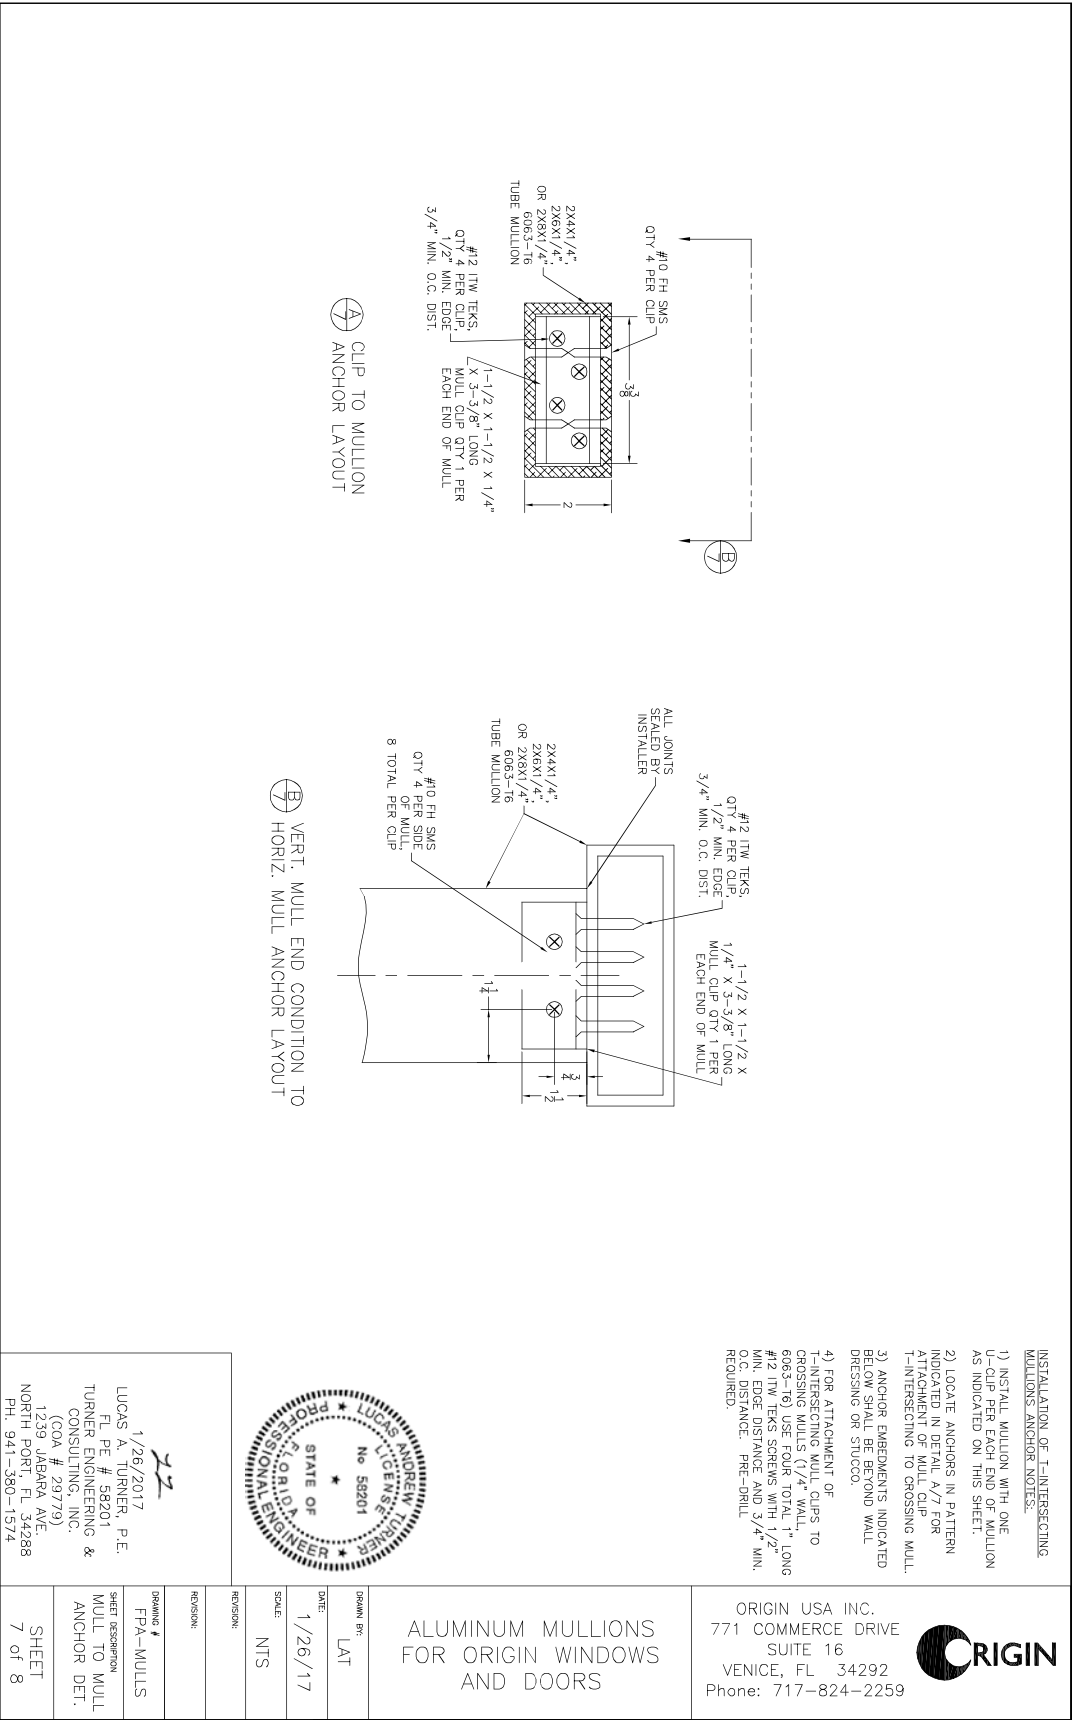 #10 FH SMS
QTY 4 PER CLIP
2X4X1/4",
2X6X1/4",
OR 2X8X1/4"
6063-T6
TUBE MULLION
#12 ITW TEKS,
QTY 4 PER CLIP,
1/2" MIN. EDGE
3/4" MIN. O.C. DIST.
3 3/8
2
1-1/2 X 1-1/2 X 1/4"
X 3-3/8" LONG
MULL CLIP QTY 1 PER
EACH END OF MULL
B
7
A
7
CLIP TO MULLION
ANCHOR LAYOUT
ALL JOINTS
SEALED BY
INSTALLER
#12 ITW TEKS,
QTY 4 PER CLIP,
1/2" MIN. EDGE
3/4" MIN. O.C. DIST.
1-1/2 X 1-1/2 X
1/4" X 3-3/8" LONG
MULL CLIP QTY 1 PER
EACH END OF MULL
2X4X1/4",
2X6X1/4",
OR 2X8X1/4"
6063-T6
TUBE MULLION
#10 FH SMS
QTY 4 PER SIDE
OF MULL,
8 TOTAL PER CLIP
1 1/4
3/4
1 1/2
B
7
VERT. MULL END CONDITION TO
HORIZ. MULL ANCHOR LAYOUT
INSTALLATION OF T-INTERSECTING
MULLIONS ANCHOR NOTES:
1) INSTALL MULLION WITH ONE
U-CLIP PER EACH END OF MULLION
AS INDICATED ON THIS SHEET.
2) LOCATE ANCHORS IN PATTERN
INDICATED IN DETAIL A/7 FOR
ATTACHMENT OF MULL CLIP
T-INTERSECTING TO CROSSING MULL.
3) ANCHOR EMBEDMENTS INDICATED
BELOW SHALL BE BEYOND WALL
DRESSING OR STUCCO.
4) FOR ATTACHMENT OF
T-INTERSECTING MULL CLIPS TO
CROSSING MULLS (1/4" WALL,
6063-T6) USE FOUR TOTAL 1" LONG
#12 ITW TEKS SCREWS WITH 1/2"
MIN. EDGE DISTANCE AND 3/4" MIN.
O.C. DISTANCE. PRE-DRILL
REQUIRED.
LUCAS ANDREW TURNER
LICENSE
No 58201
STATE OF
FLORIDA
PROFESSIONAL ENGINEER
1/26/2017
LUCAS A. TURNER, P.E.
FL PE # 58201
TURNER ENGINEERING &
CONSULTING, INC.
(COA # 29779)
1239 JABARA AVE.
NORTH PORT, FL 34288
PH. 941-380-1574
ORIGIN
ORIGIN USA INC.
771 COMMERCE DRIVE
SUITE 16
VENICE, FL 34292
Phone: 717-824-2259
ALUMINUM MULLIONS
FOR ORIGIN WINDOWS
AND DOORS
DRAWN BY:
LAT
DATE:
1/26/17
SCALE:
NTS
REVISION:
REVISION:
DRAWING #
FPA-MULLS
SHEET DESCRIPTION
MULL TO MULL
ANCHOR DET.
SHEET
7 of 8